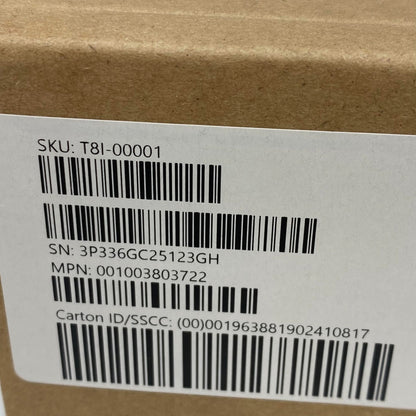 SKU: T8I-00001
SN: 3P336GC25123GH
MPN: 001003803722
Carton ID/SSCC: (00)001963881902410817